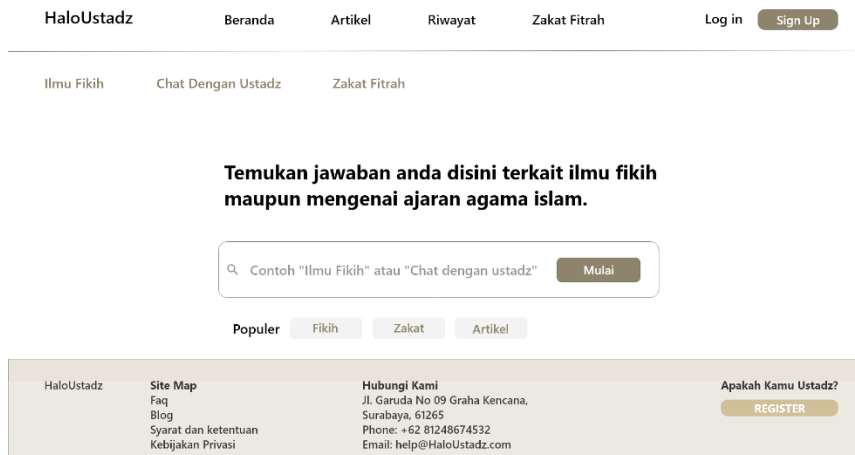 HaloUstadz Beranda Artikel Riwayat Zakat Fitrah Log in Sign Up
Ilmu Fikih Chat Dengan Ustadz Zakat Fitrah
Temukan jawaban anda disini terkait ilmu fikih
maupun mengenai ajaran agama islam.
Contoh "Ilmu Fikih" atau "Chat dengan ustadz" Mulai
Populer Fikih Zakat Artikel
HaloUstadz
Site Map
Faq
Blog
Syarat dan ketentuan
Kebijakan Privasi
Hubungi Kami
Jl. Garuda No 09 Graha Kencana,
Surabaya, 61265
Phone: +62 81248674532
Email: help@HaloUstadz.com
Apakah Kamu Ustadz?
REGISTER